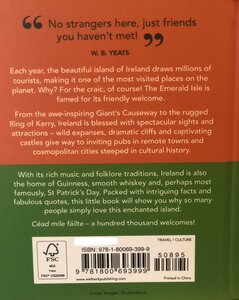 “ No strangers here, just friends
you haven't met! ”
W. B. YEATS
Each year, the beautiful island of Ireland draws millions of
tourists, making it one of the most visited places on the
planet. Why? For the craic, of course! The Emerald Isle is
famed for its friendly welcome.
From the awe-inspiring Giant's Causeway to the rugged
Ring of Kerry, Ireland is blessed with spectacular sights and
attractions – wild expanses, dramatic cliffs and captivating
castles give way to inviting pubs in remote towns and
cosmopolitan cities steeped in cultural history.
With its rich music and folklore traditions, Ireland is also
the home of Guinness, smooth whiskey and, perhaps most
famously, St Patrick's Day. Packed with intriguing facts and
fabulous quotes, this little book will show you why so many
people simply love this enchanted island.
Céad míle fáilte – a hundred thousand welcomes!
FSC
MIX
Paper
ISBN: 978-1-80069-399-9
50895
9 781800 693999
TRAVEL / CULTURE
www.welbeckpublishing.com
Printed in China
Cover images: Shutterstock